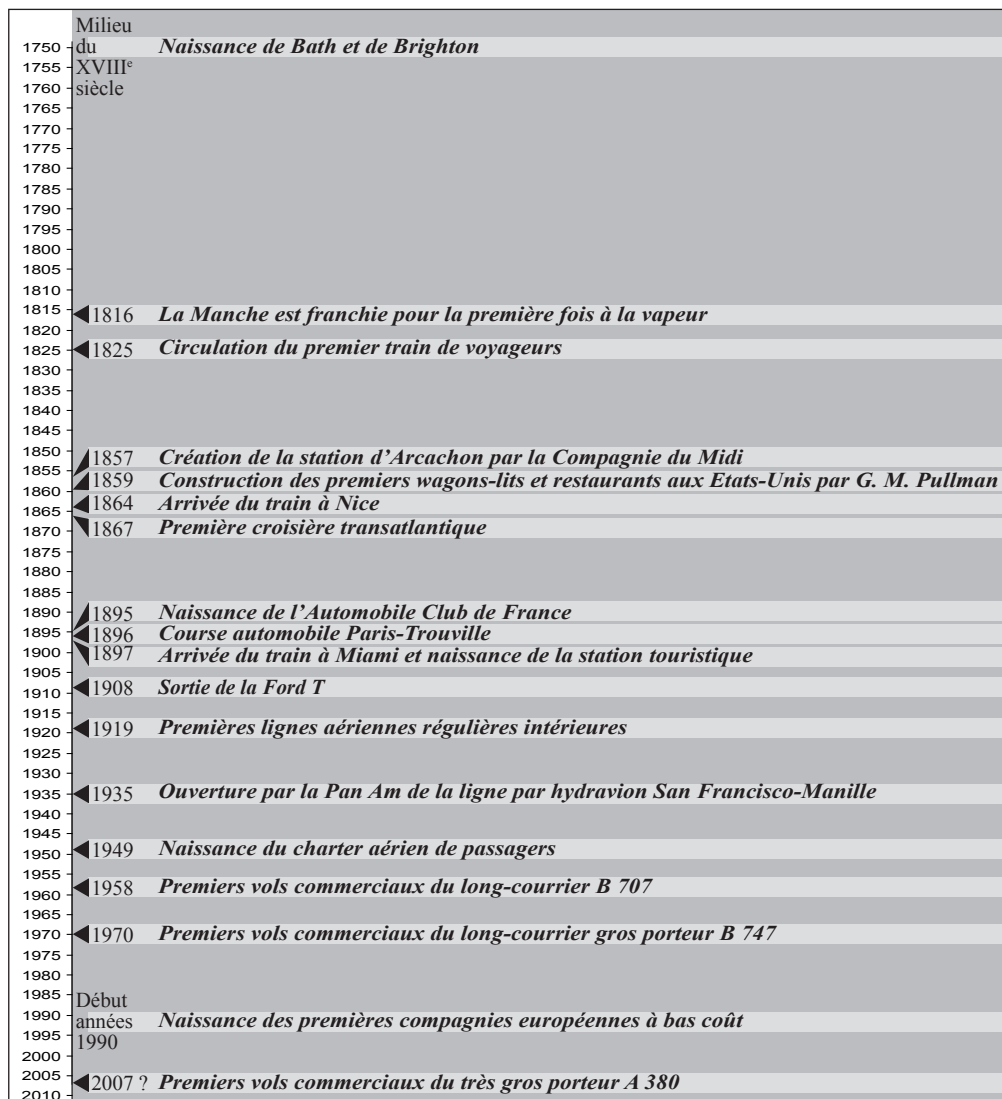 Milieu
1750 du Naissance de Bath et de Brighton
1755 XVIIIe
1760 siècle
1765
1770
1775
1780
1785
1790
1795
1800
1805
1810
1815
1816 La Manche est franchie pour la première fois à la vapeur
1820
1825 1825 Circulation du premier train de voyageurs
1830
1835
1840
1845
1850
1857 Création de la station d'Arcachon par la Compagnie du Midi
1855
1859 Construction des premiers wagons-lits et restaurants aux Etats-Unis par G. M. Pullman
1860
1864 Arrivée du train à Nice
1865
1867 Première croisière transatlantique
1870
1875
1880
1885
1890 1895 Naissance de l'Automobile Club de France
1895 1896 Course automobile Paris-Trouville
1900 1897 Arrivée du train à Miami et naissance de la station touristique
1905
1908 Sortie de la Ford T
1910
1915
1919 Premières lignes aériennes régulières intérieures
1920
1925
1930
1935 1935 Ouverture par la Pan Am de la ligne par hydravion San Francisco-Manille
1940
1945
1949 Naissance du charter aérien de passagers
1950
1955
1958 Premiers vols commerciaux du long-courrier B 707
1960
1965
1970 1970 Premiers vols commerciaux du long-courrier gros porteur B 747
1975
1980
1985 Début
1990 années Naissance des premières compagnies européennes à bas coût
1995 1990
2000
2005 2007 ? Premiers vols commerciaux du très gros porteur A 380
2010